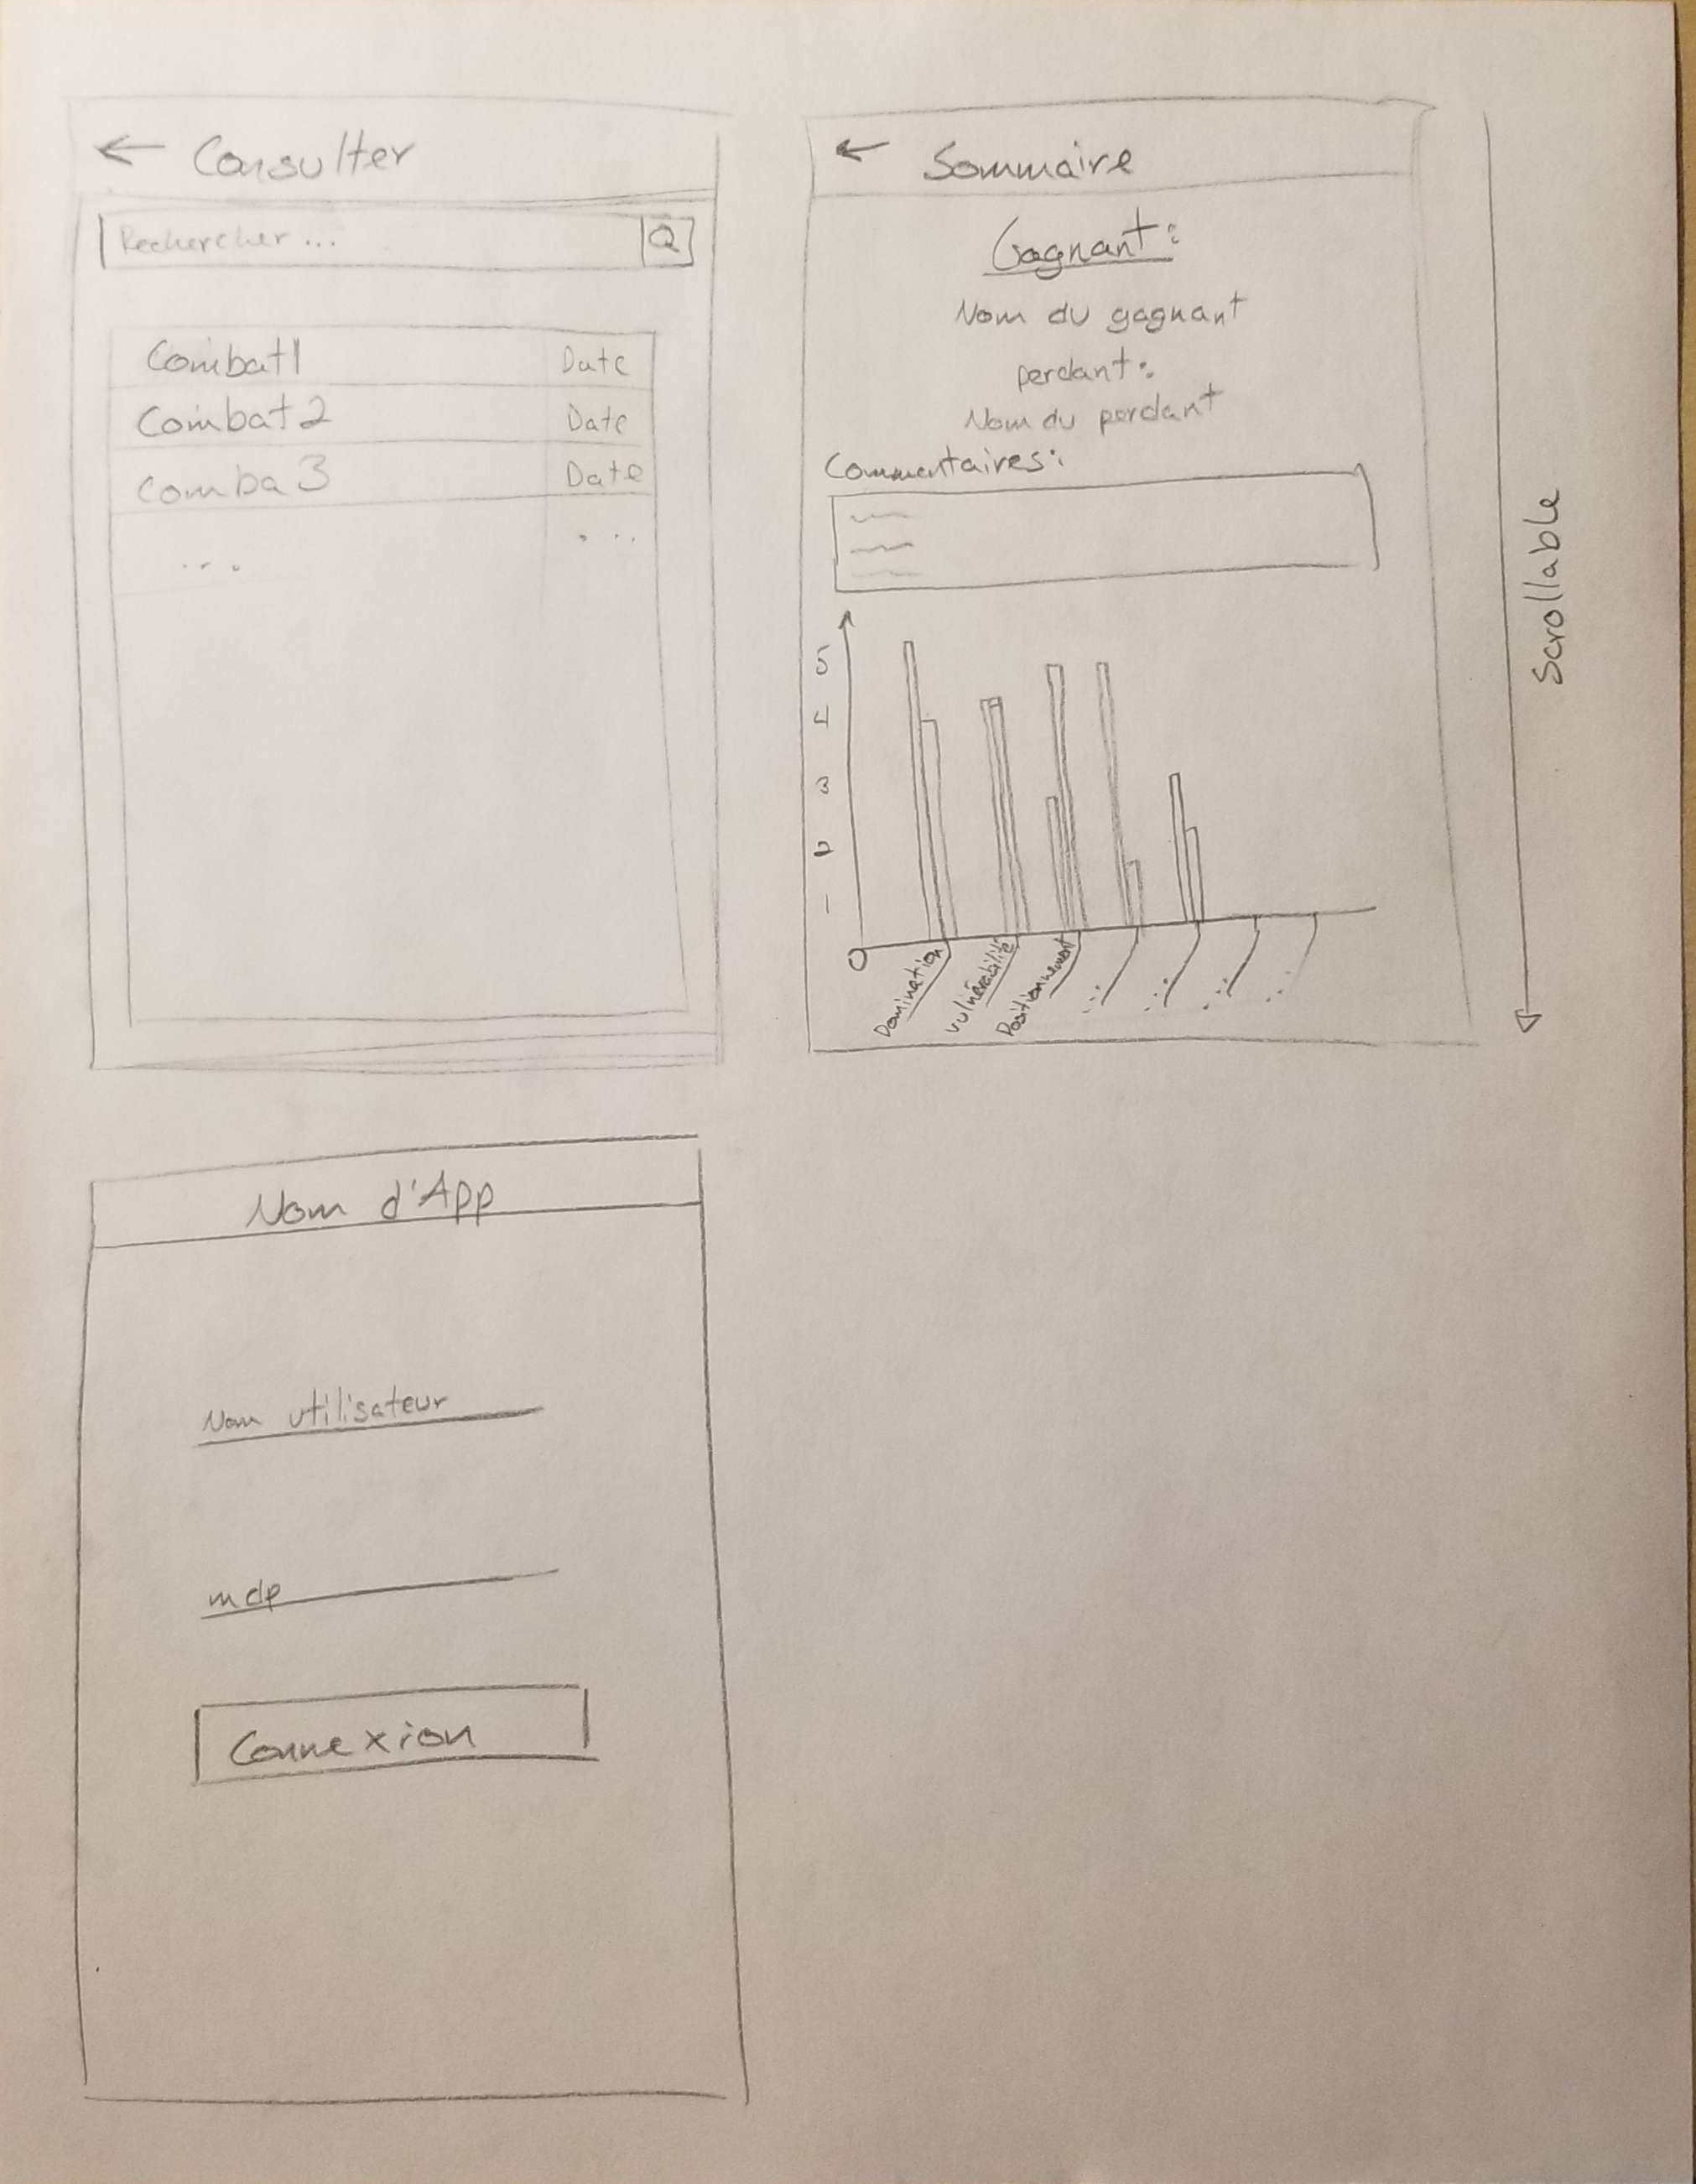 ← Consulter
Rechercher...
Combat1 Date
Combat2 Date
Comba3 Date
... ...
← Sommaire
Gagnant:
Nom du gagnant
perdant:
Nom du perdant
Commentaires:
5
4
3
2
1
0
Domination
vulnérabilité
Positionnement
...
...
...
...
Scrollable
Nom d'App
Nom utilisateur
mdp
Connexion